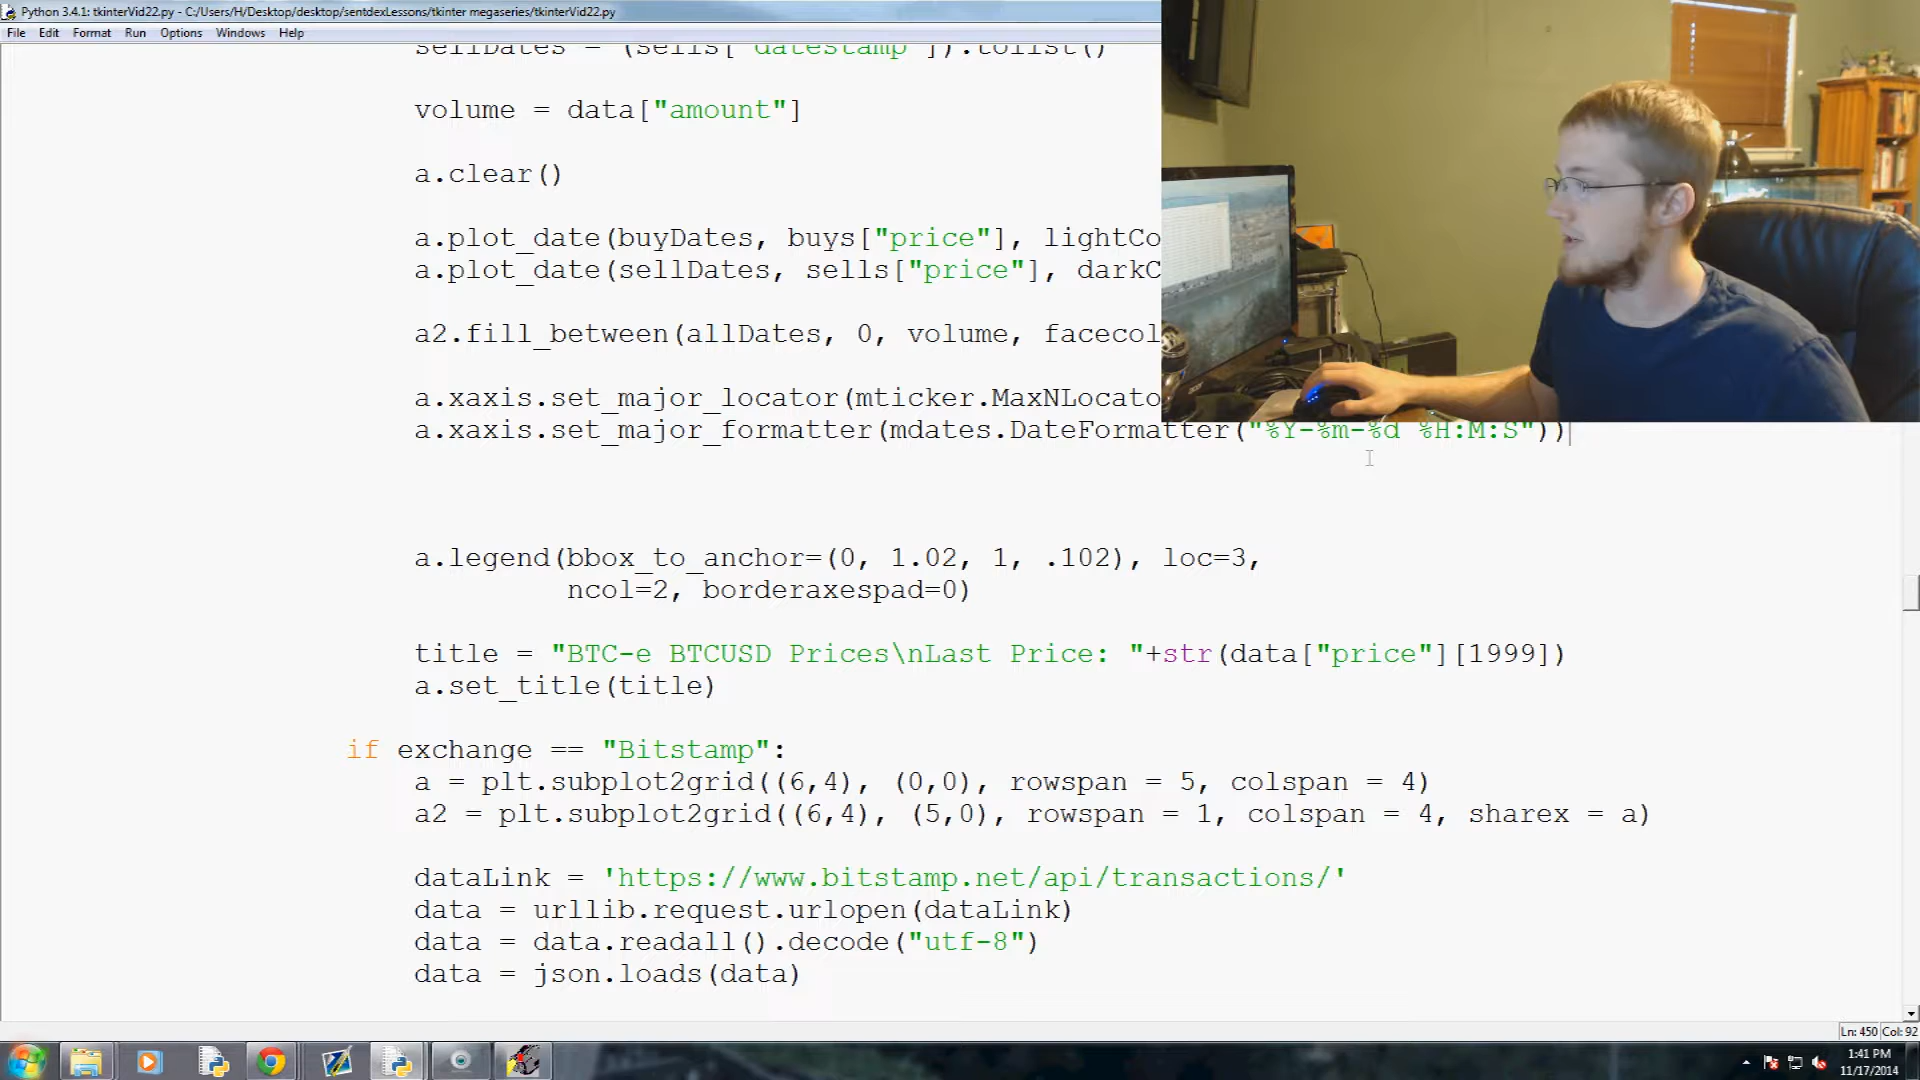 Python 3.4.1: tkinterVid22.py - C:/Users/H/Desktop/desktop/sentdexLessons/tkinter megaseries/tkinterVid22.py
File Edit Format Run Options Windows Help
sellDates = (sells["datestamp"]).tolist()
volume = data["amount"]
a.clear()
a.plot_date(buyDates, buys["price"], lightCo
a.plot_date(sellDates, sells["price"], darkC
a2.fill_between(allDates, 0, volume, facecol
a.xaxis.set_major_locator(mticker.MaxNLocato
a.xaxis.set_major_formatter(mdates.DateFormatter("%Y-%m-%d %H:M:S"))
a.legend(bbox_to_anchor=(0, 1.02, 1, .102), loc=3,
ncol=2, borderaxespad=0)
title = "BTC-e BTCUSD Prices\nLast Price: "+str(data["price"][1999])
a.set_title(title)
if exchange == "Bitstamp":
a = plt.subplot2grid((6,4), (0,0), rowspan = 5, colspan = 4)
a2 = plt.subplot2grid((6,4), (5,0), rowspan = 1, colspan = 4, sharex = a)
dataLink = 'https://www.bitstamp.net/api/transactions/'
data = urllib.request.urlopen(dataLink)
data = data.readall().decode("utf-8")
data = json.loads(data)
Ln: 450 Col: 92
1:41 PM
11/17/2014